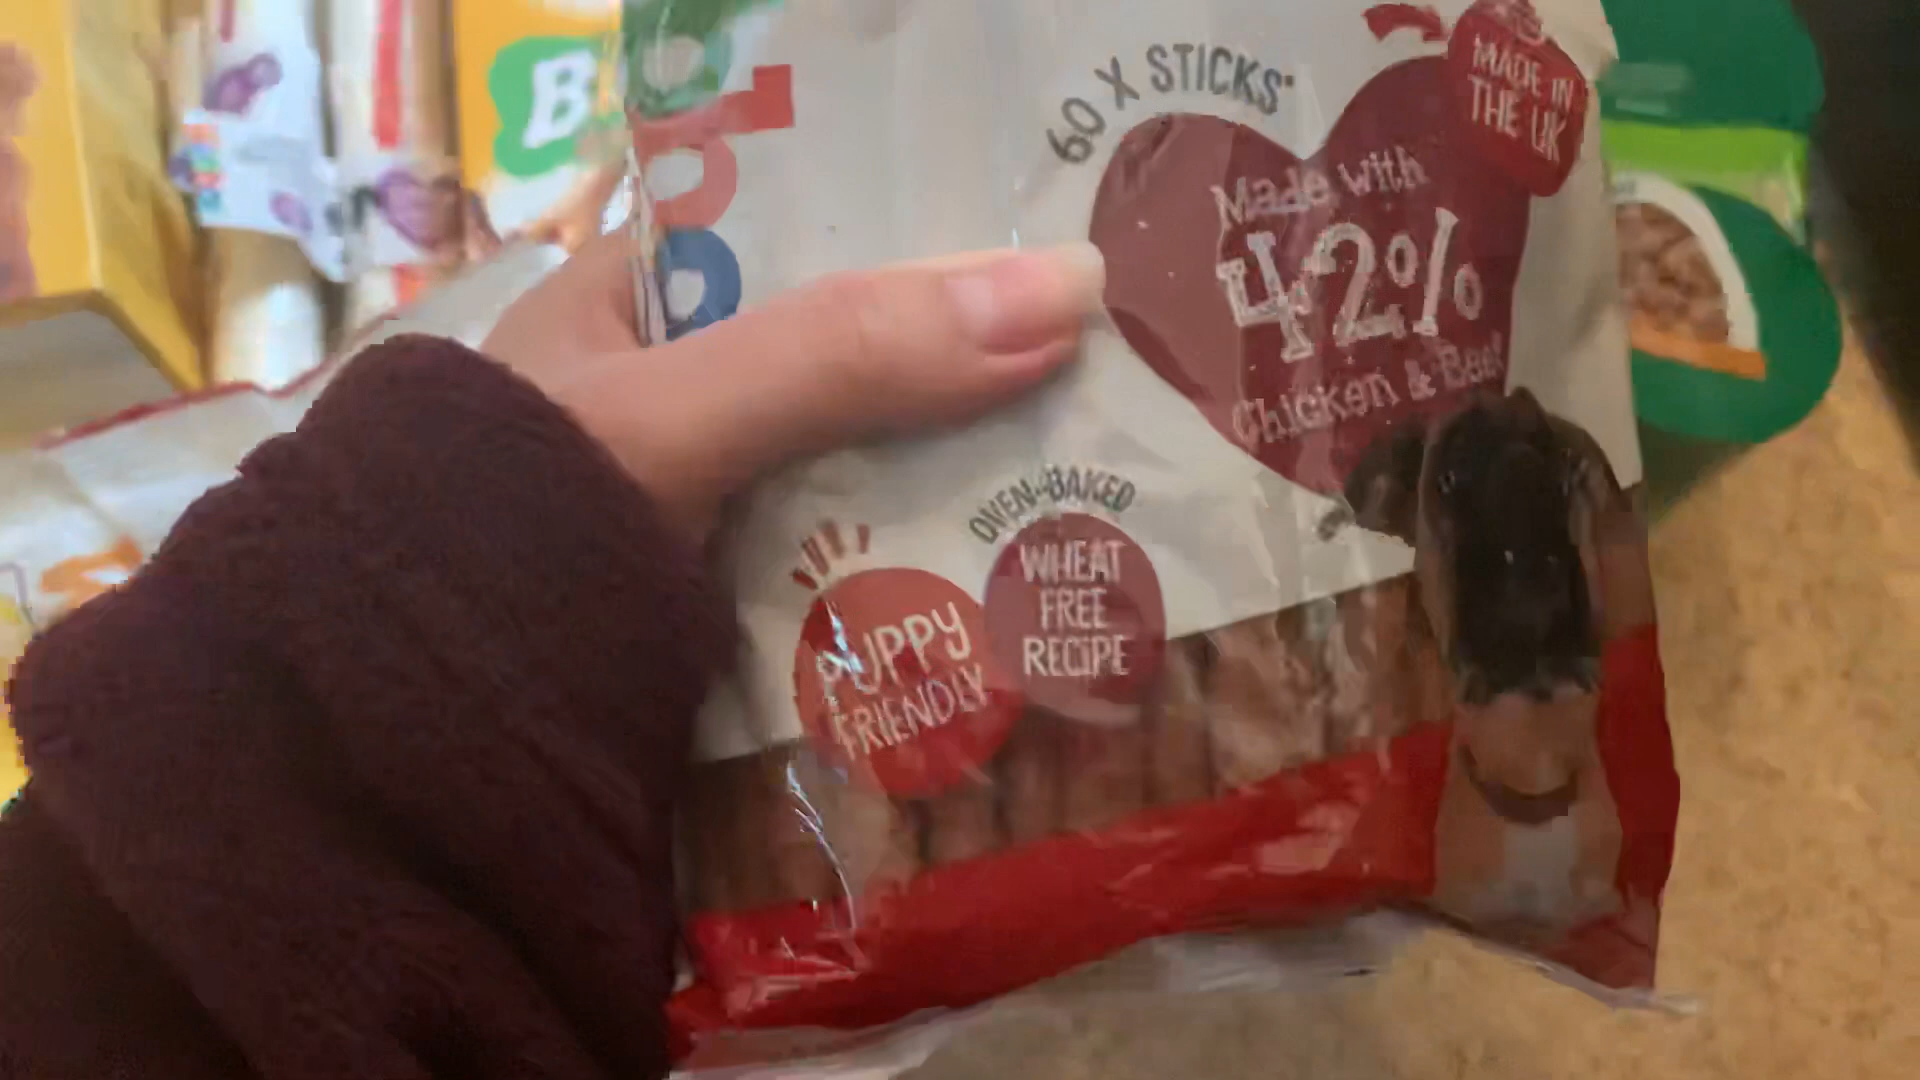 60 X STICKS*
MADE IN
THE UK
Made with
42%
Chicken & Beef
OVEN-BAKED
WHEAT
FREE
RECIPE
PUPPY
FRIENDLY